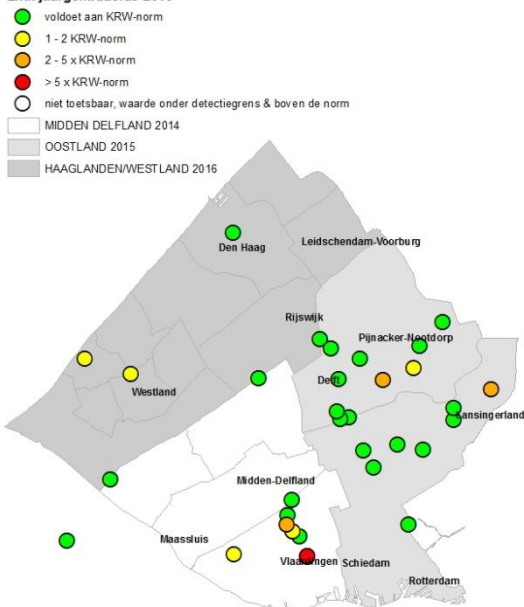 voldoet aan KRW-norm
1 - 2 KRW-norm
2 - 5 x KRW-norm
> 5 x KRW-norm
niet toetsbaar, waarde onder detectiegrens & boven de norm
MIDDEN DELFLAND 2014
OOSTLAND 2015
HAAGLANDEN/WESTLAND 2016
Den Haag
Leidschendam-Voorburg
Rijswijk
Pijnacker-Nootdorp
Westland
Delft
Lansingerland
Midden-Delfland
Maassluis
Vlaardingen
Schiedam
Rotterdam